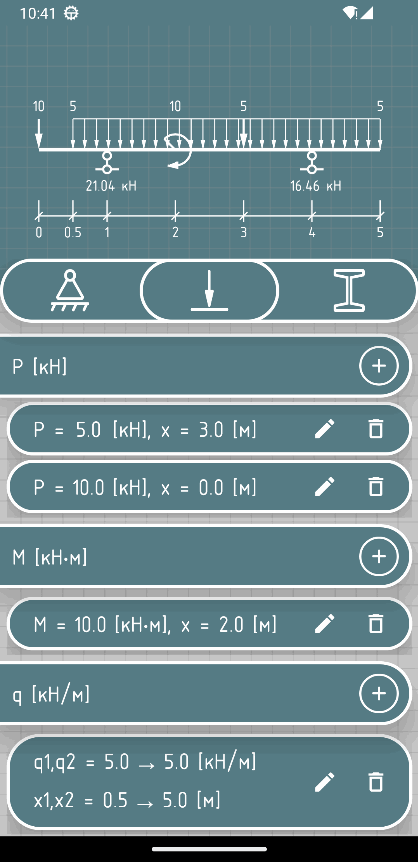 10:41
10 5 10 5 5
21.04 кН 16.46 кН
0 0.5 1 2 3 4 5
P [кН]
P = 5.0 [кН], x = 3.0 [м]
P = 10.0 [кН], x = 0.0 [м]
M [кН·м]
M = 10.0 [кН·м], x = 2.0 [м]
q [кН/м]
q1,q2 = 5.0 → 5.0 [кН/м]
x1,x2 = 0.5 → 5.0 [м]